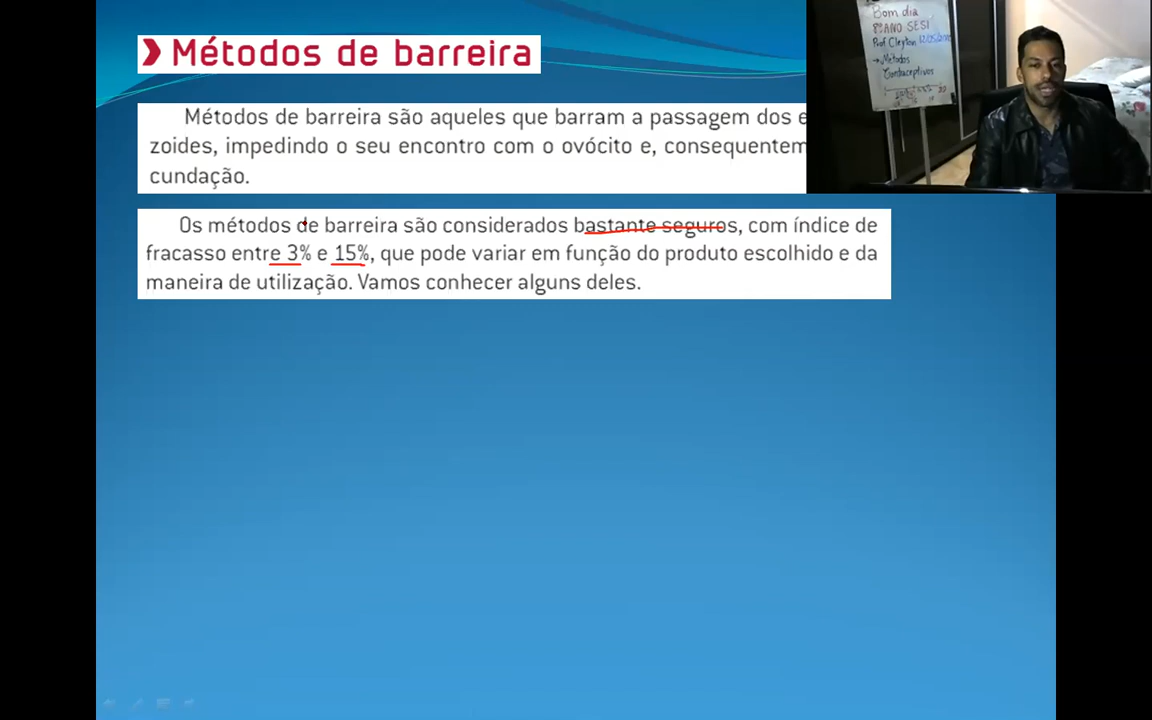 Métodos de barreira
Métodos de barreira são aqueles que barram a passagem dos e
zoides, impedindo o seu encontro com o ovócito e, consequentem
cundação.
Os métodos de barreira são considerados bastante seguros, com índice de
fracasso entre 3% e 15%, que pode variar em função do produto escolhido e da
maneira de utilização. Vamos conhecer alguns deles.
Bom dia
8º ANO SESI
Prof Cleyton
→ Métodos
Contraceptivos